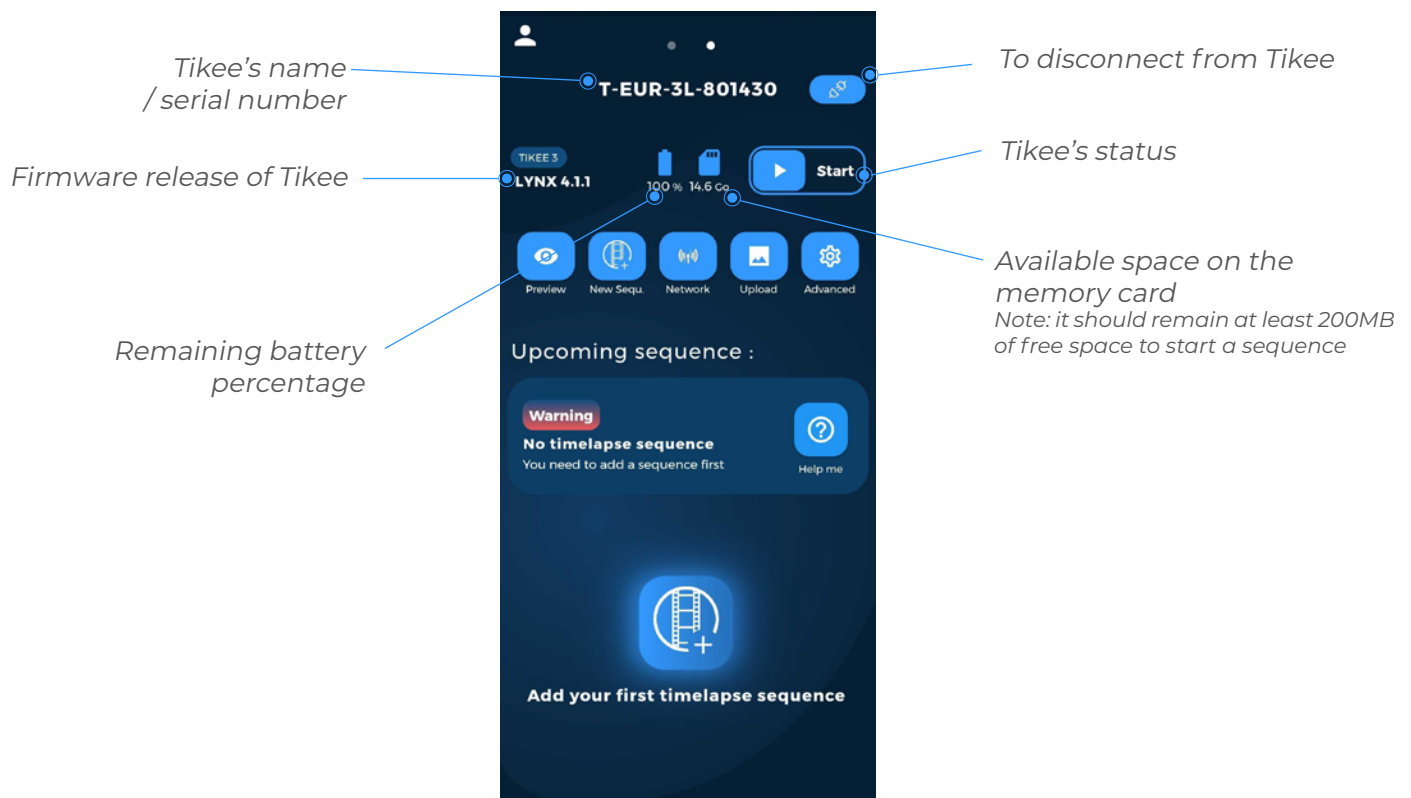 Tikee's name
/ serial number
Firmware release of Tikee
Remaining battery
percentage
T-EUR-3L-801430
TIKEE 3
LYNX 4.1.1
100 %
14.6 Go
Start
Preview
New Sequ.
Network
Upload
Advanced
Upcoming sequence :
Warning
No timelapse sequence
You need to add a sequence first
Help me
Add your first timelapse sequence
To disconnect from Tikee
Tikee's status
Available space on the
memory card
Note: it should remain at least 200MB
of free space to start a sequence